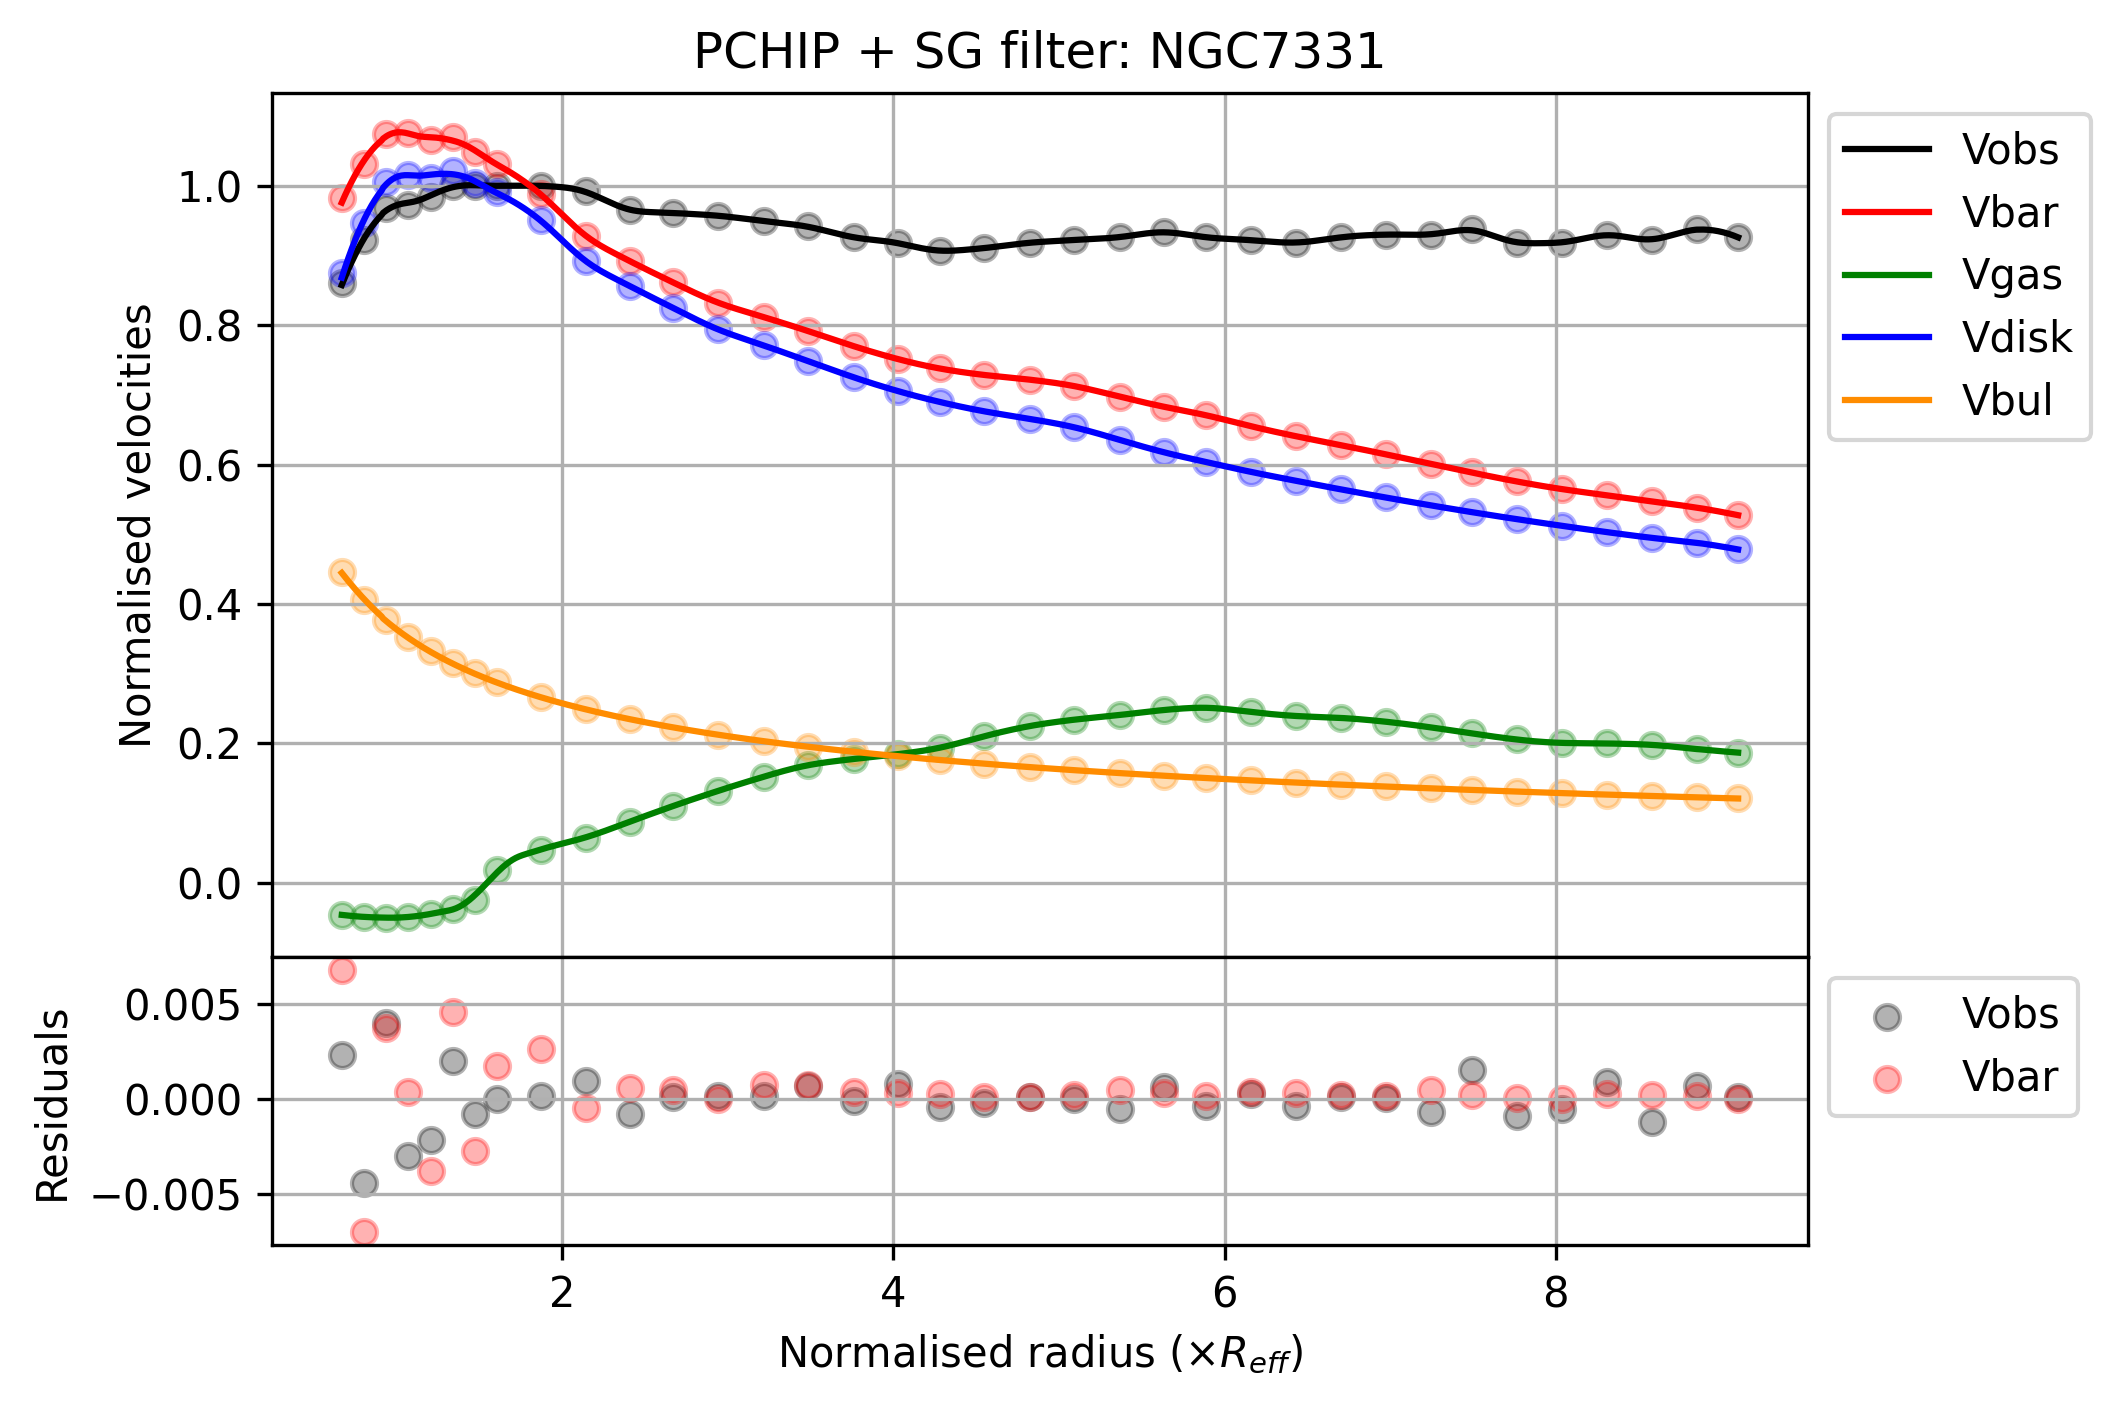 PCHIP + SG filter: NGC7331
Normalised velocities
1.0
0.8
0.6
0.4
0.2
0.0
Vobs
Vbar
Vgas
Vdisk
Vbul
Residuals
0.005
0.000
−0.005
Vobs
Vbar
2 4 6 8
Normalised radius (×R_eff)